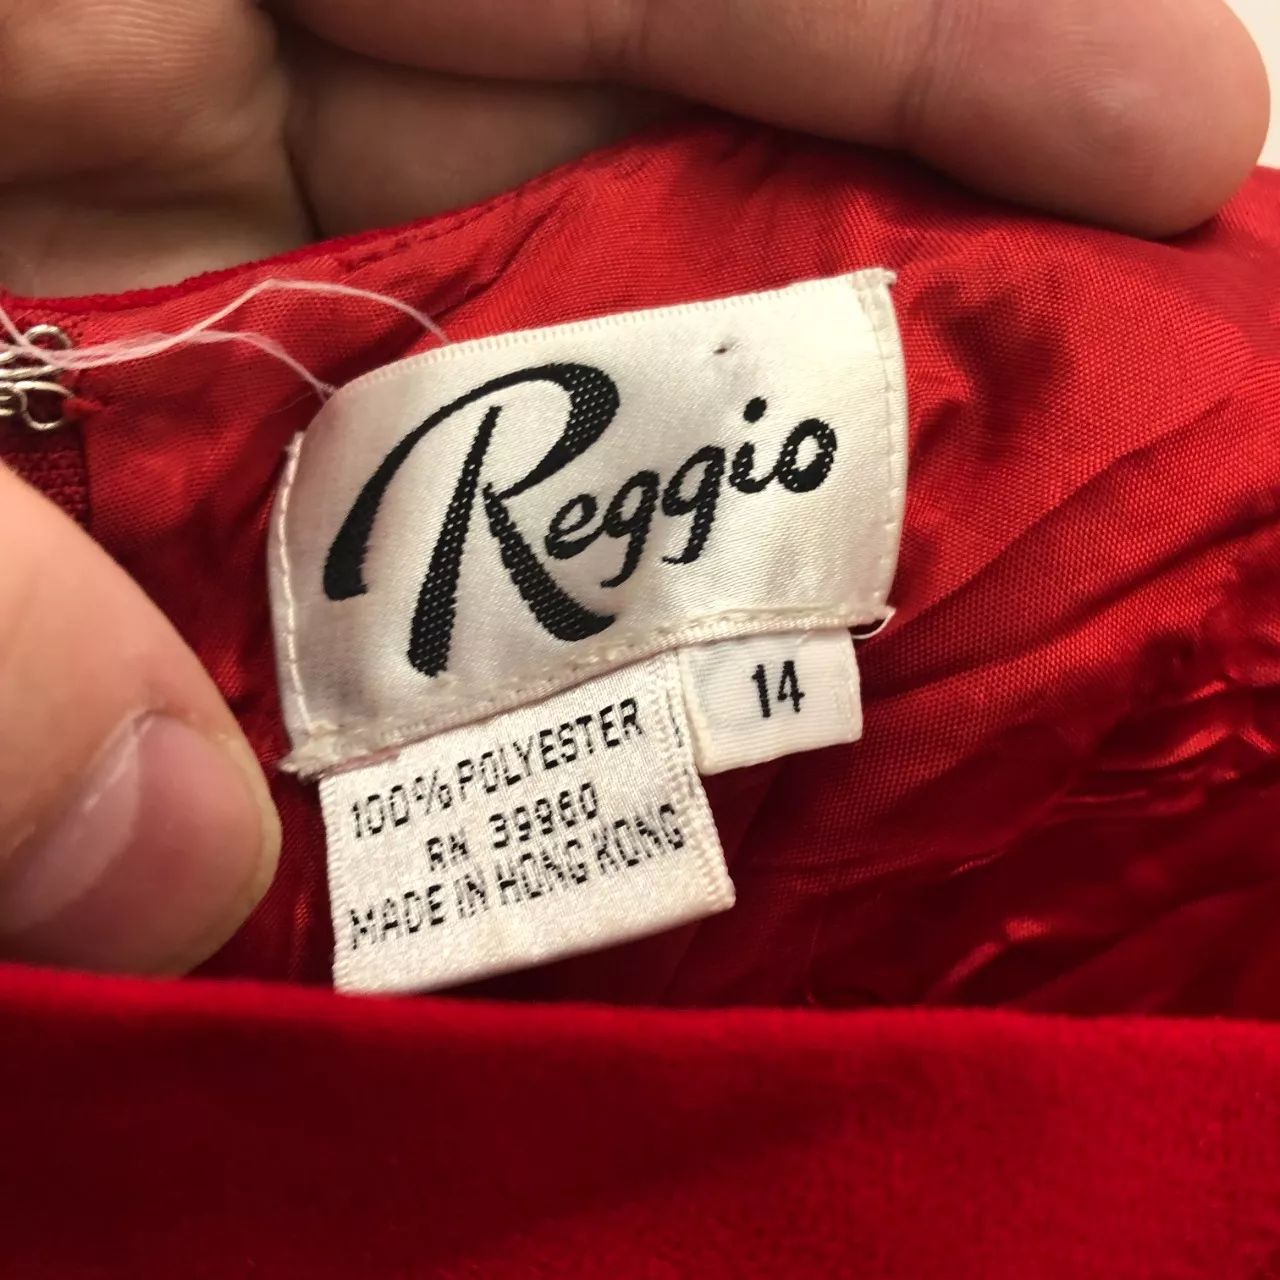 Reggio
14
100% POLYESTER
RN 39960
MADE IN HONG KONG